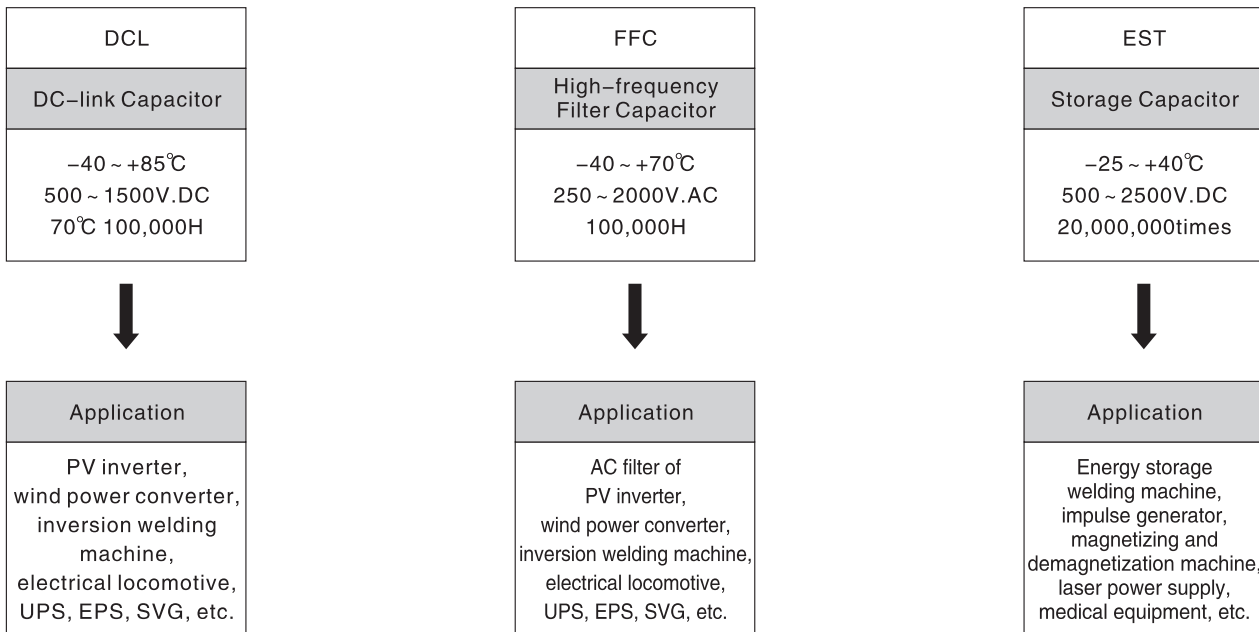 DCL
DC–link Capacitor
–40 ~ +85℃
500 ~ 1500V.DC
70℃ 100,000H
Application
PV inverter,
wind power converter,
inversion welding
machine,
electrical locomotive,
UPS, EPS, SVG, etc.
FFC
High–frequency
Filter Capacitor
–40 ~ +70℃
250 ~ 2000V.AC
100,000H
Application
AC filter of
PV inverter,
wind power converter,
inversion welding machine,
electrical locomotive,
UPS, EPS, SVG, etc.
EST
Storage Capacitor
–25 ~ +40℃
500 ~ 2500V.DC
20,000,000times
Application
Energy storage
welding machine,
impulse generator,
magnetizing and
demagnetization machine,
laser power supply,
medical equipment, etc.